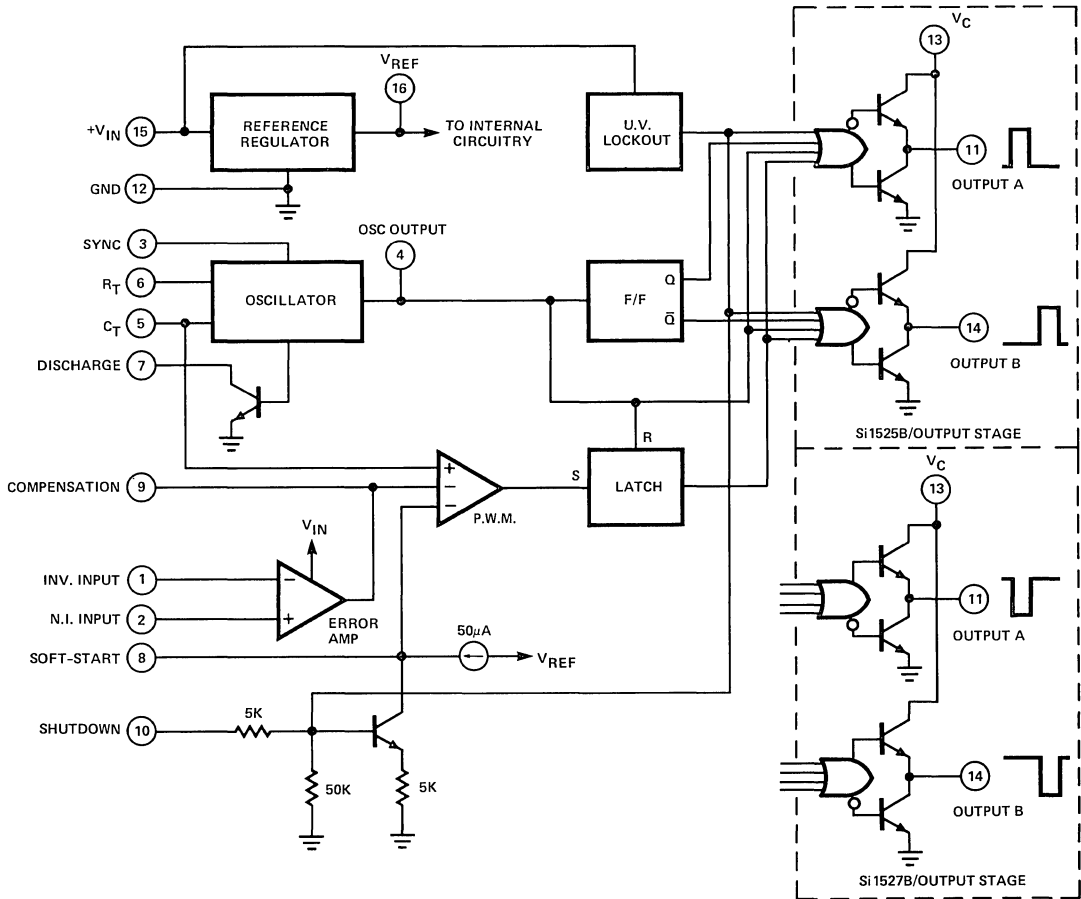 V_C
13
V_REF
16
+V_IN 15
REFERENCE
REGULATOR
TO INTERNAL
CIRCUITRY
U.V.
LOCKOUT
11
OUTPUT A
GND 12
SYNC 3
OSC OUTPUT
4
R_T 6
OSCILLATOR
F/F
Q
Q̅
C_T 5
14
OUTPUT B
DISCHARGE 7
Si1525B/OUTPUT STAGE
R
V_C
13
COMPENSATION 9
+
−
−
P.W.M.
S
LATCH
V_IN
INV. INPUT 1
−
N.I. INPUT 2
+
ERROR
AMP
11
OUTPUT A
SOFT-START 8
50μA
V_REF
SHUTDOWN 10
5K
50K
5K
14
OUTPUT B
Si1527B/OUTPUT STAGE